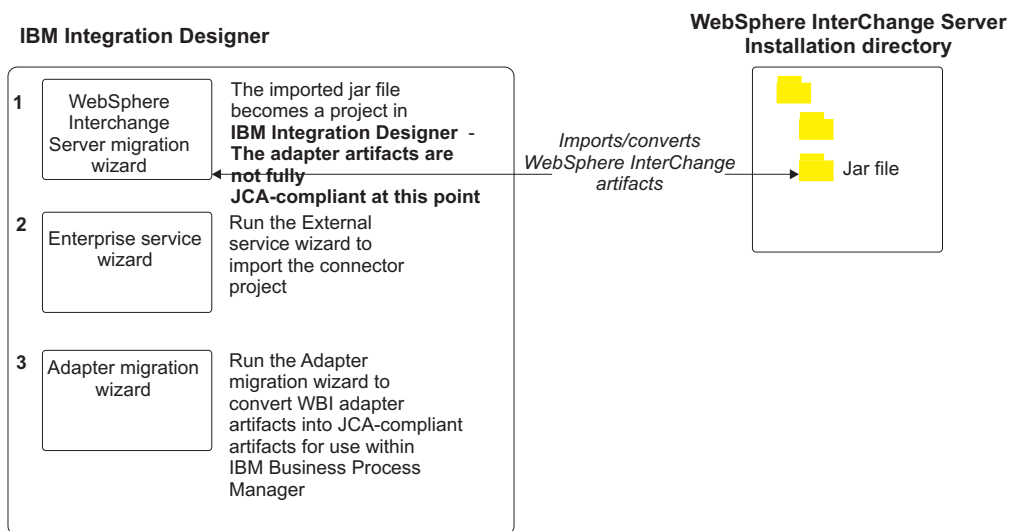 IBM Integration Designer
WebSphere InterChange Server
Installation directory
1
WebSphere
Interchange
Server migration
wizard
The imported jar file
becomes a project in
IBM Integration Designer -
The adapter artifacts are
not fully
JCA-compliant at this point
Imports/converts
WebSphere InterChange
artifacts
Jar file
2
Enterprise service
wizard
Run the External
service wizard to
import the connector
project
3
Adapter migration
wizard
Run the Adapter
migration wizard to
convert WBI adapter
artifacts into JCA-compliant
artifacts for use within
IBM Business Process
Manager